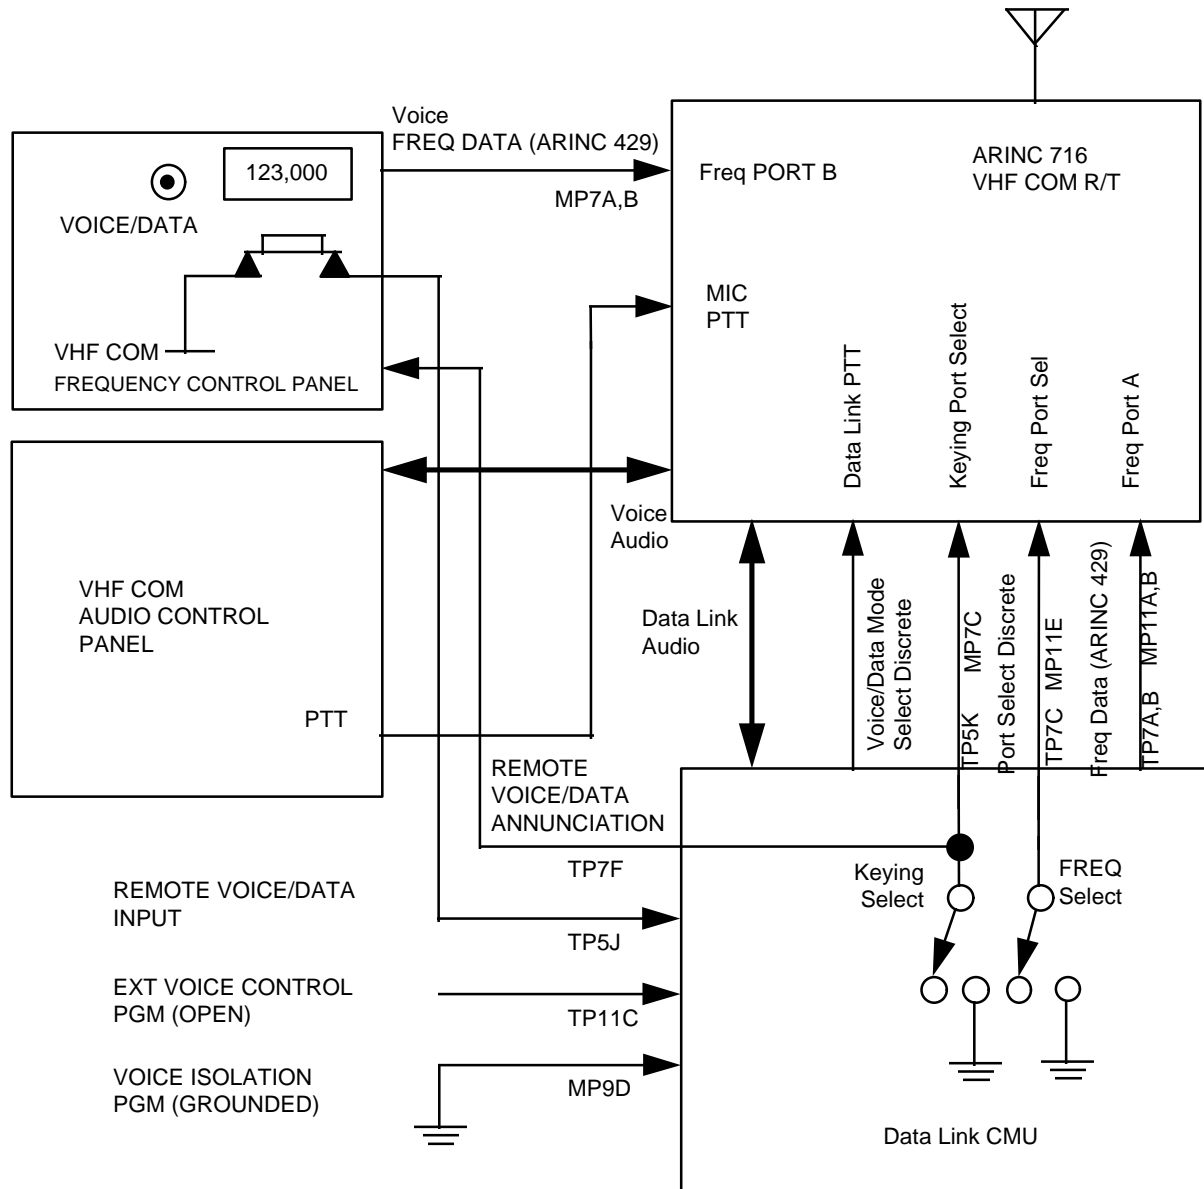 Voice
FREQ DATA (ARINC 429)
MP7A,B
123,000
VOICE/DATA
VHF COM
FREQUENCY CONTROL PANEL
Freq PORT B
ARINC 716
VHF COM R/T
MIC
PTT
Data Link PTT
Keying Port Select
Freq Port Sel
Freq Port A
VHF COM
AUDIO CONTROL
PANEL
PTT
Voice
Audio
Data Link
Audio
Voice/Data Mode
Select Discrete
TP5K MP7C
Port Select Discrete
TP7C MP11E
Freq Data (ARINC 429)
TP7A,B MP11A,B
REMOTE
VOICE/DATA
ANNUNCIATION
TP7F
REMOTE VOICE/DATA
INPUT
TP5J
EXT VOICE CONTROL
PGM (OPEN)
TP11C
VOICE ISOLATION
PGM (GROUNDED)
MP9D
Keying
Select
FREQ
Select
Data Link CMU